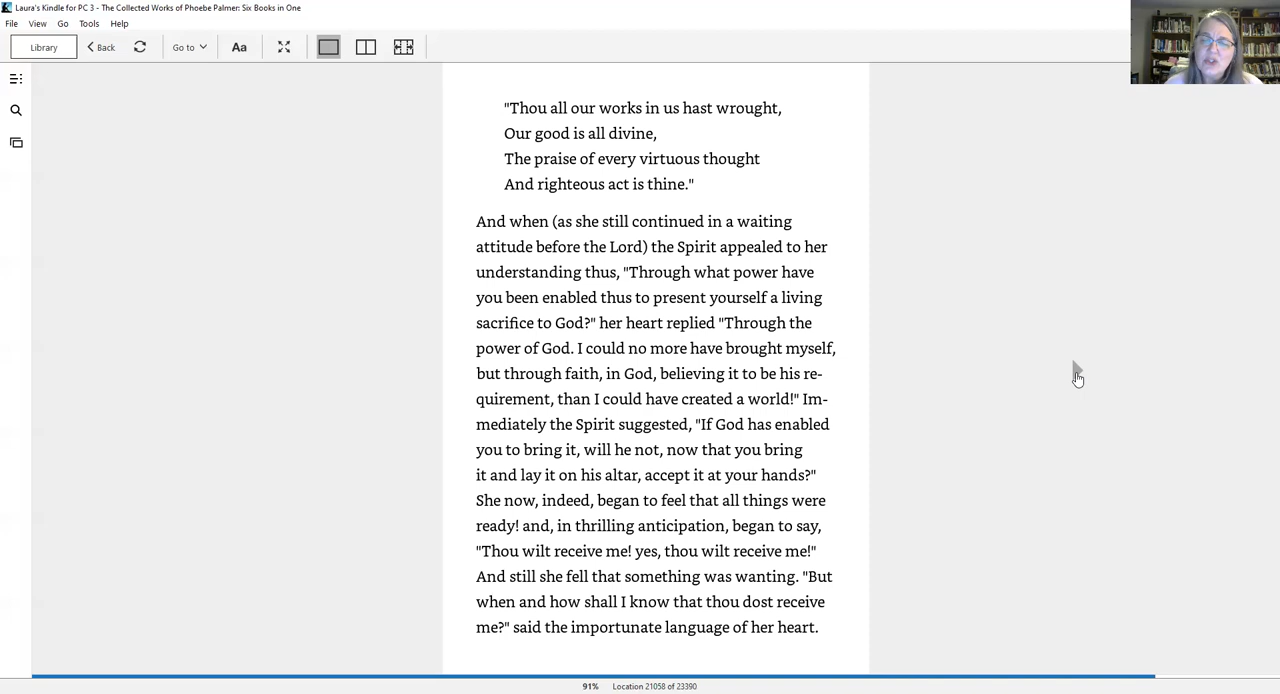 Laura's Kindle for PC 3 - The Collected Works of Phoebe Palmer: Six Books in One
File View Go Tools Help
Library Back Go to Aa
"Thou all our works in us hast wrought,
Our good is all divine,
The praise of every virtuous thought
And righteous act is thine."
And when (as she still continued in a waiting
attitude before the Lord) the Spirit appealed to her
understanding thus, "Through what power have
you been enabled thus to present yourself a living
sacrifice to God?" her heart replied "Through the
power of God. I could no more have brought myself,
but through faith, in God, believing it to be his re-
quirement, than I could have created a world!" Im-
mediately the Spirit suggested, "If God has enabled
you to bring it, will he not, now that you bring
it and lay it on his altar, accept it at your hands?"
She now, indeed, began to feel that all things were
ready! and, in thrilling anticipation, began to say,
"Thou wilt receive me! yes, thou wilt receive me!"
And still she fell that something was wanting. "But
when and how shall I know that thou dost receive
me?" said the importunate language of her heart.
91% Location 21058 of 23390